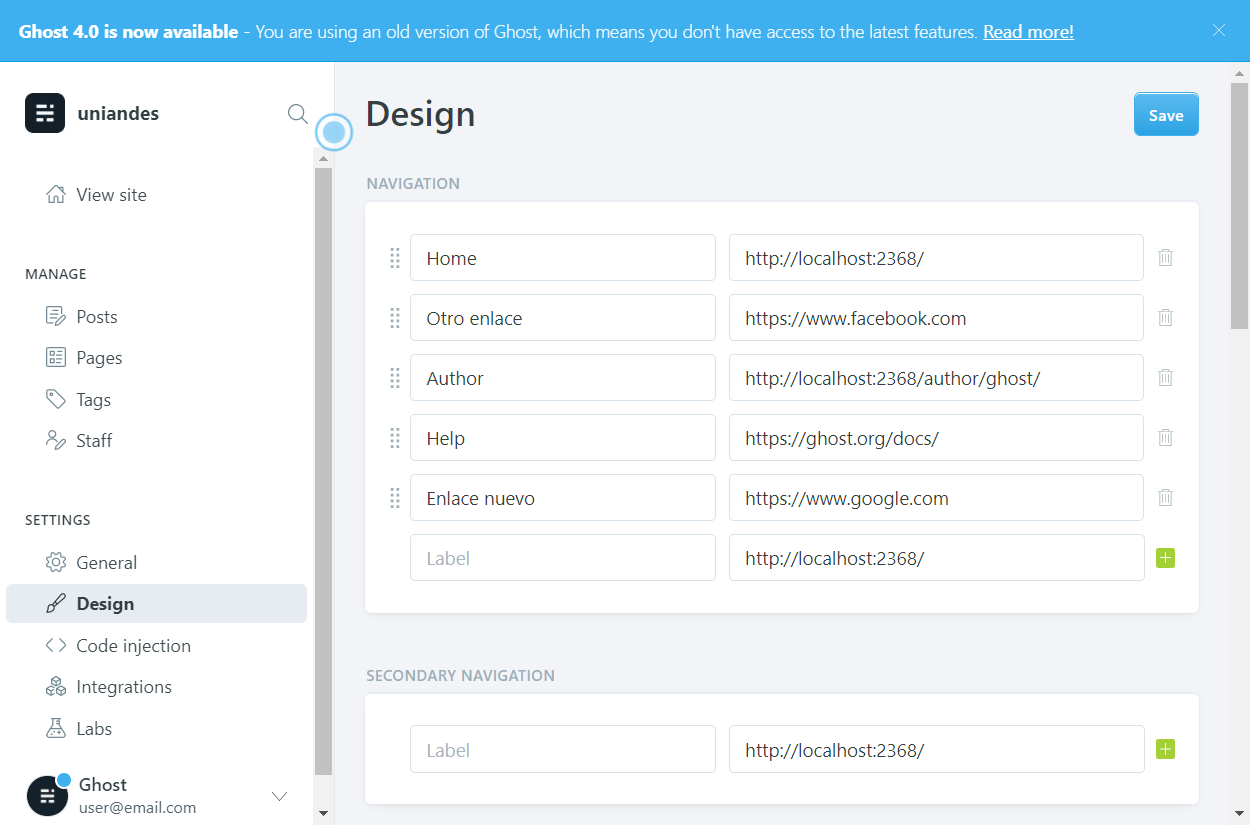 Ghost 4.0 is now available - You are using an old version of Ghost, which means you don't have access to the latest features. Read more!
uniandes
View site
MANAGE
Posts
Pages
Tags
Staff
SETTINGS
General
Design
Code injection
Integrations
Labs
Ghost
user@email.com
Design
Save
NAVIGATION
Home http://localhost:2368/
Otro enlace https://www.facebook.com
Author http://localhost:2368/author/ghost/
Help https://ghost.org/docs/
Enlace nuevo https://www.google.com
Label http://localhost:2368/
SECONDARY NAVIGATION
Label http://localhost:2368/